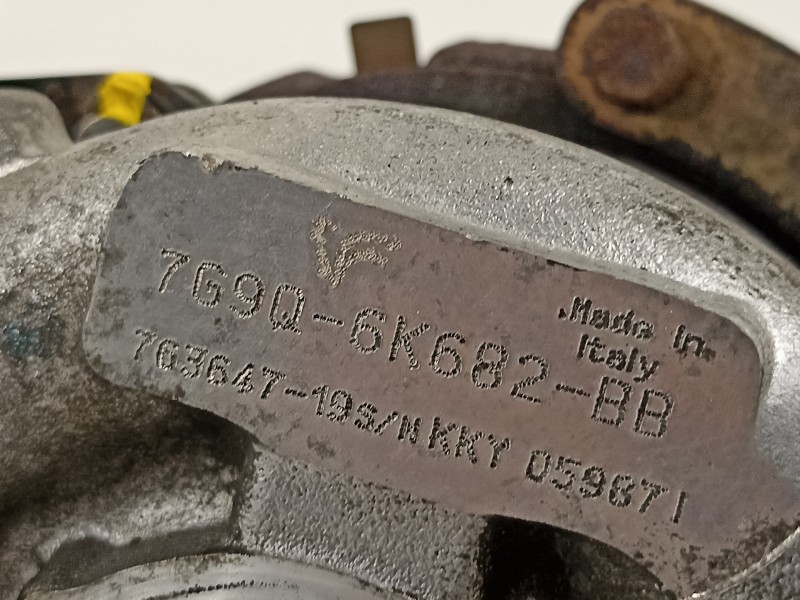 7G9Q-6K682-BB
Made in
Italy
763647-19S/N KKY 059871